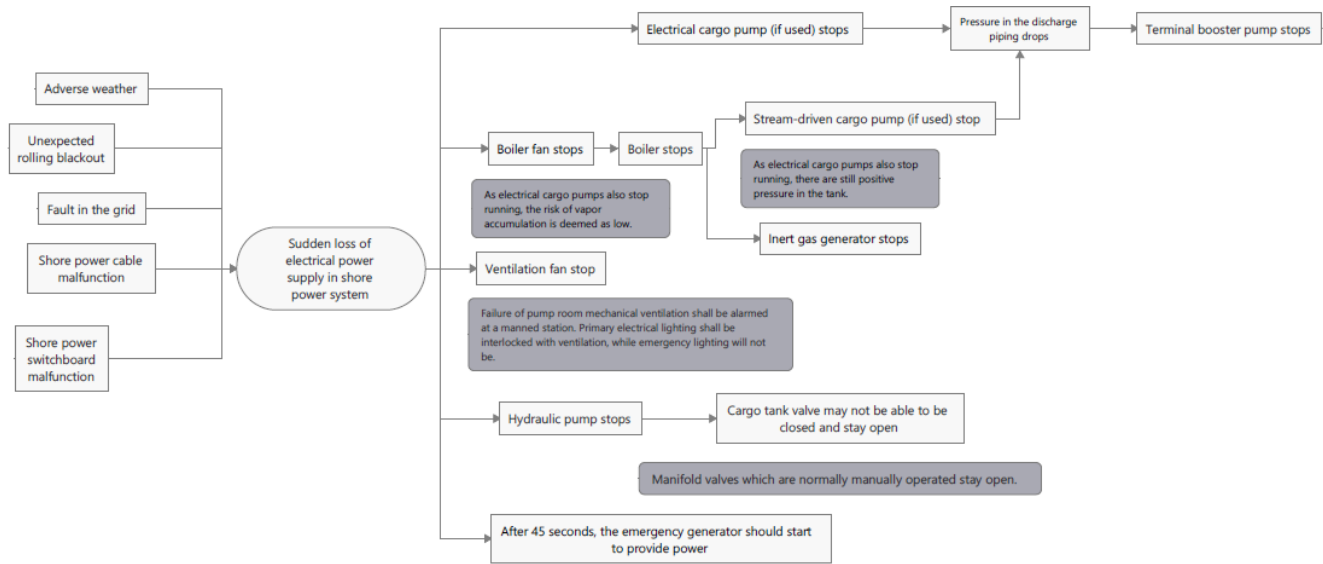 Electrical cargo pump (if used) stops
Pressure in the discharge
piping drops
Terminal booster pump stops
Adverse weather
Unexpected
rolling blackout
Fault in the grid
Shore power cable
malfunction
Shore power
switchboard
malfunction
Sudden loss of
electrical power
supply in shore
power system
Boiler fan stops
Boiler stops
Stream-driven cargo pump (if used) stop
As electrical cargo pumps also stop
running, there are still positive
pressure in the tank.
As electrical cargo pumps also stop
running, the risk of vapor
accumulation is deemed as low.
Inert gas generator stops
Ventilation fan stop
Failure of pump room mechanical ventilation shall be alarmed
at a manned station. Primary electrical lighting shall be
interlocked with ventilation, while emergency lighting will not
be.
Hydraulic pump stops
Cargo tank valve may not be able to be
closed and stay open
Manifold valves which are normally manually operated stay open.
After 45 seconds, the emergency generator should start
to provide power